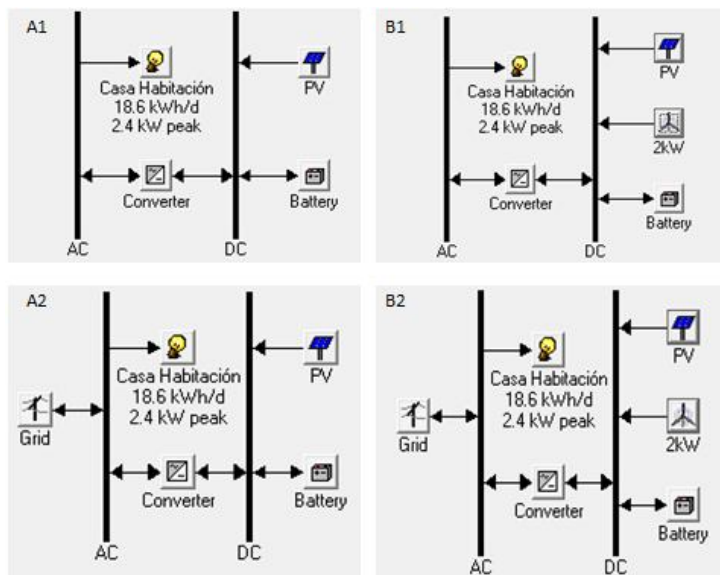 A1
Casa Habitación
18.6 kWh/d
2.4 kW peak
PV
Converter
Battery
AC
DC
B1
Casa Habitación
18.6 kWh/d
2.4 kW peak
PV
2kW
Converter
Battery
AC
DC
A2
Casa Habitación
18.6 kWh/d
2.4 kW peak
PV
Grid
Converter
Battery
AC
DC
B2
Casa Habitación
18.6 kWh/d
2.4 kW peak
PV
Grid
2kW
Converter
Battery
AC
DC